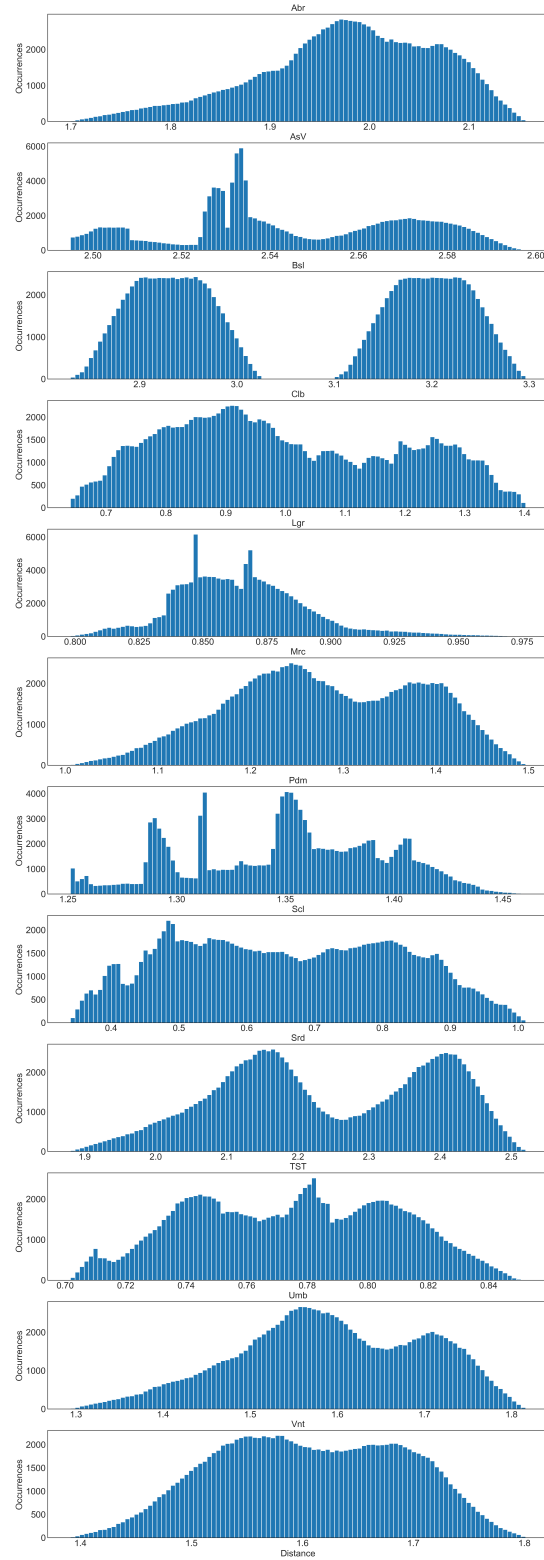 Abr
Occurrences
2000
1000
0
1.7 1.8 1.9 2.0 2.1
AsV
Occurrences
6000
4000
2000
0
2.50 2.52 2.54 2.56 2.58 2.60
Bsl
Occurrences
2000
1000
0
2.9 3.0 3.1 3.2 3.3
Clb
Occurrences
2000
1500
1000
500
0
0.7 0.8 0.9 1.0 1.1 1.2 1.3 1.4
Lgr
Occurrences
6000
4000
2000
0
0.800 0.825 0.850 0.875 0.900 0.925 0.950 0.975
Mrc
Occurrences
2000
1000
0
1.0 1.1 1.2 1.3 1.4 1.5
Pdm
Occurrences
4000
3000
2000
1000
0
1.25 1.30 1.35 1.40 1.45
Scl
Occurrences
2000
1500
1000
500
0
0.4 0.5 0.6 0.7 0.8 0.9 1.0
Srd
Occurrences
2000
1000
0
1.9 2.0 2.1 2.2 2.3 2.4 2.5
TST
Occurrences
2000
1000
0
0.70 0.72 0.74 0.76 0.78 0.80 0.82 0.84
Umb
Occurrences
2000
1000
0
1.3 1.4 1.5 1.6 1.7 1.8
Vnt
Occurrences
2000
1500
1000
500
0
1.4 1.5 1.6 1.7 1.8
Distance